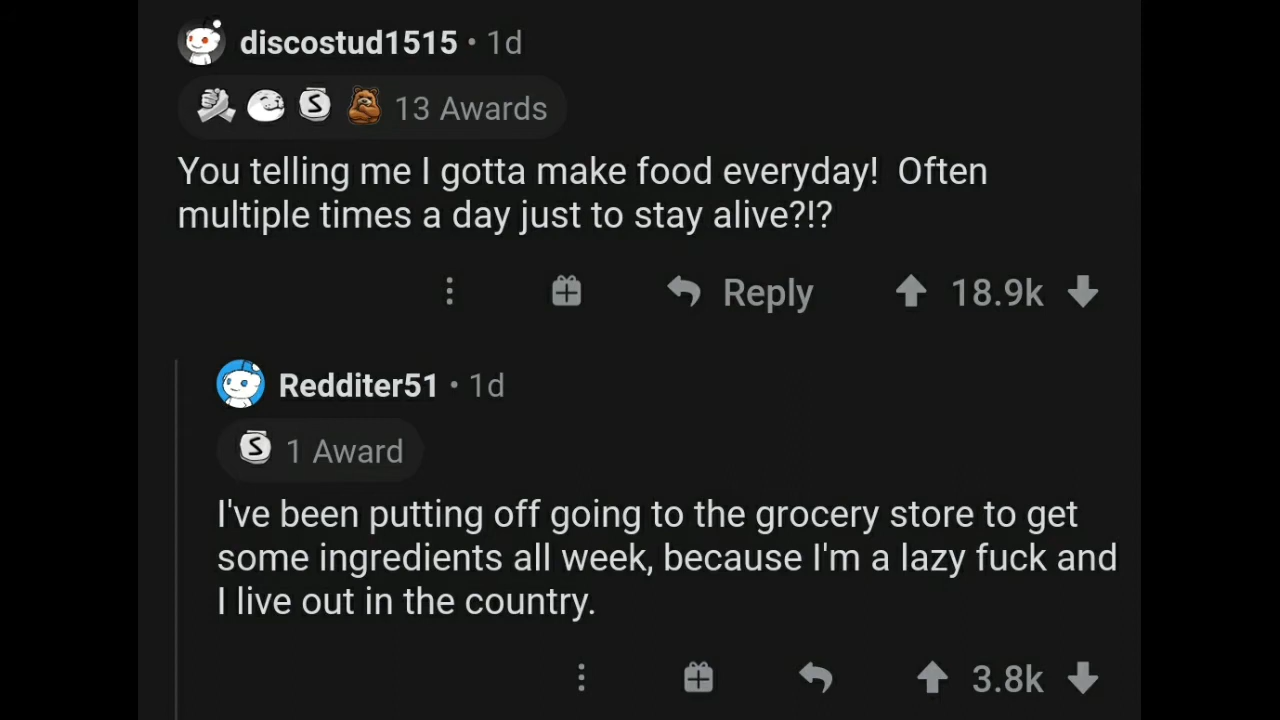 discostud1515 • 1d
S 13 Awards
You telling me I gotta make food everyday! Often
multiple times a day just to stay alive?!?
Reply 18.9k
Redditer51 • 1d
S 1 Award
I've been putting off going to the grocery store to get
some ingredients all week, because I'm a lazy fuck and
I live out in the country.
3.8k